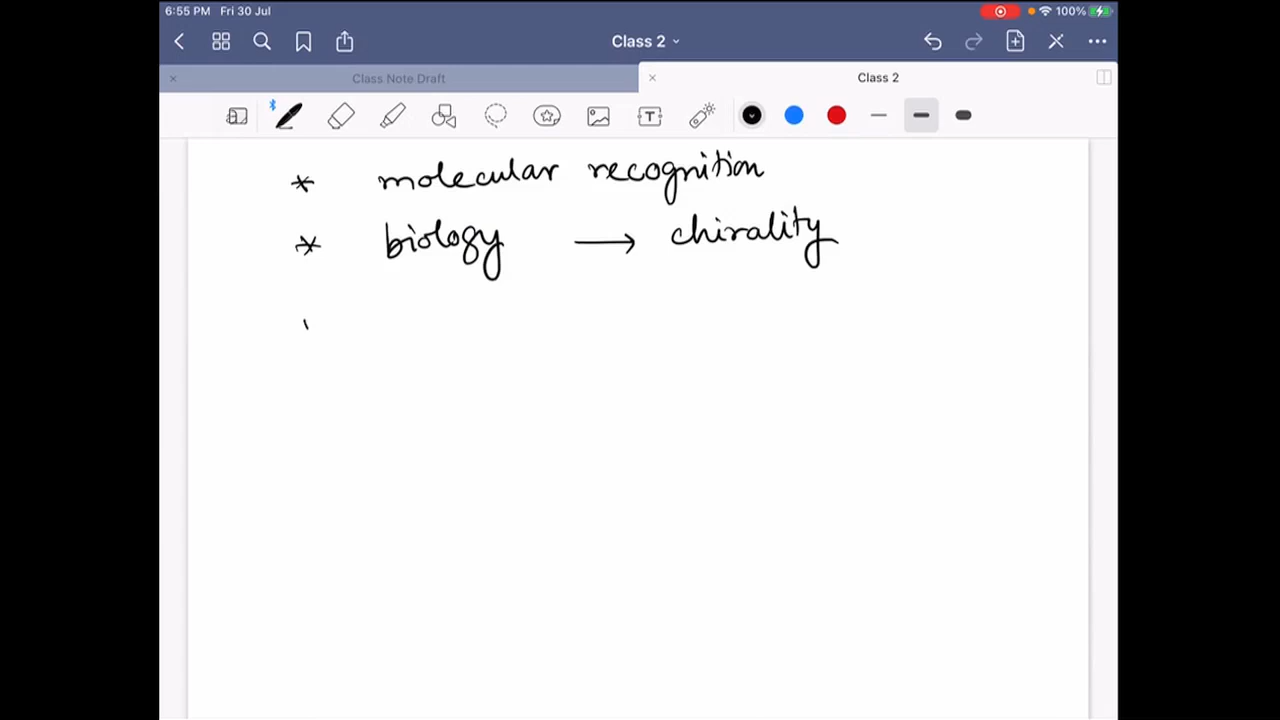 6:55 PM Fri 30 Jul 100%
Class 2
Class Note Draft Class 2
T
* molecular recognition
* biology → chirality